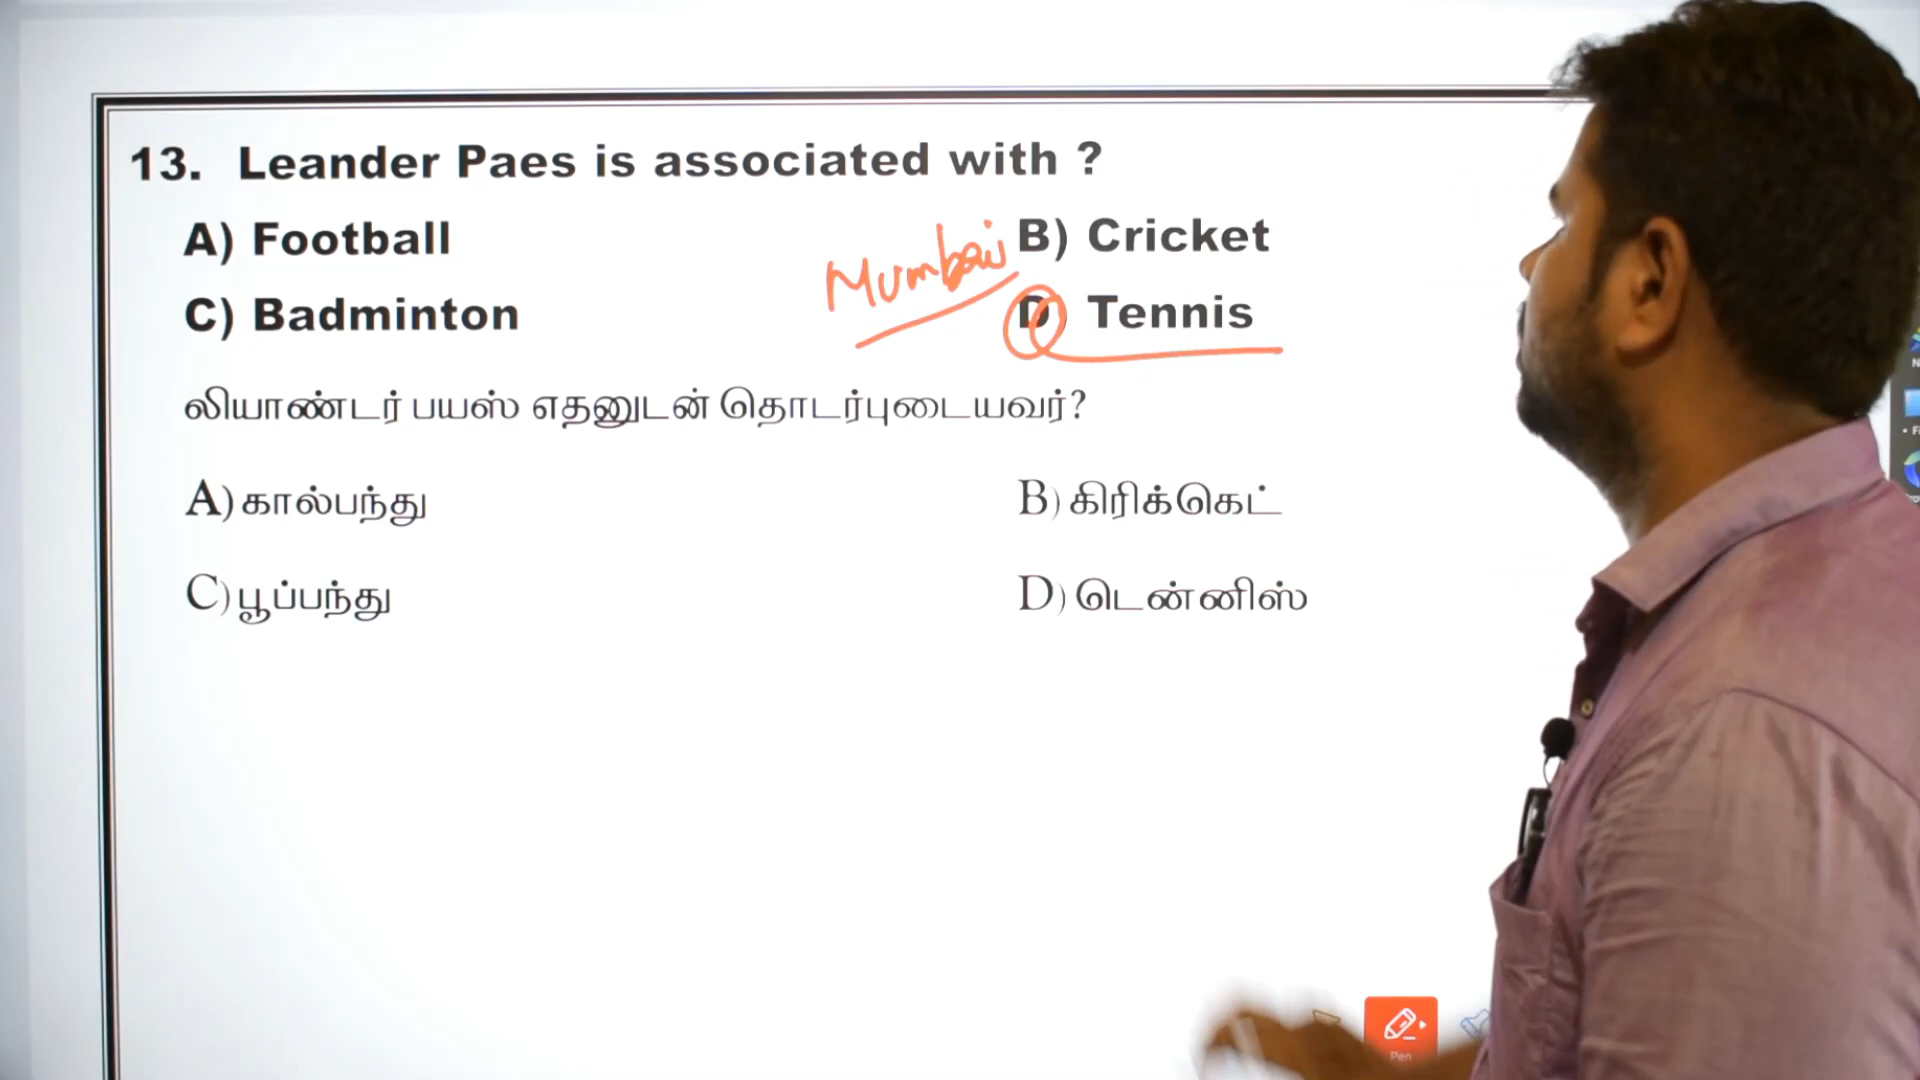 13. Leander Paes is associated with ?
A) Football
B) Cricket
Mumbai
C) Badminton
D) Tennis
லியாண்டர் பயஸ் எதனுடன் தொடர்புடையவர்?
A) கால்பந்து
B) கிரிக்கெட்
C) பூப்பந்து
D) டென்னிஸ்
Pen